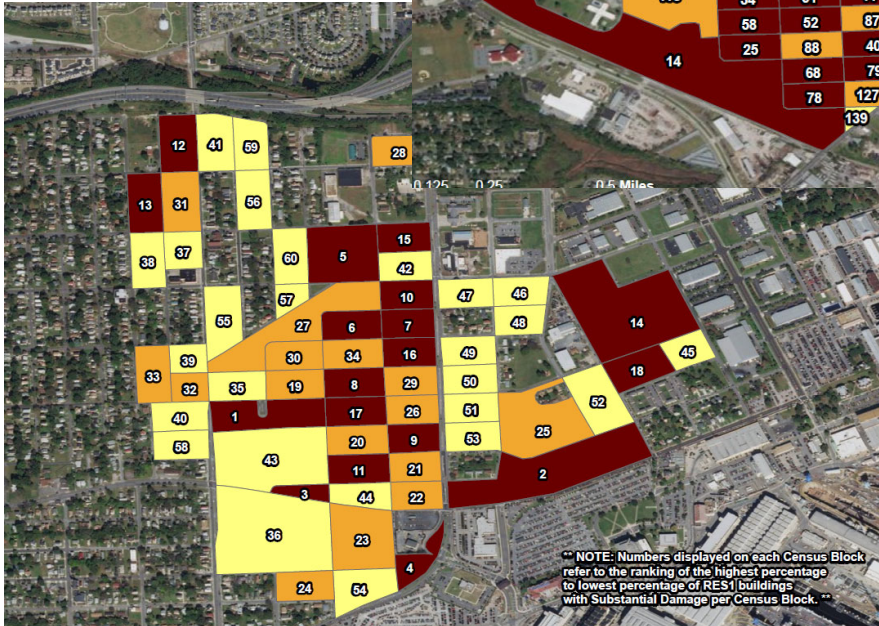 54 51 77
58 52 87
14 25 88 40
68 79
78 127
139
12 41 59
28
13 31 56
38 37 60 5 15
42
57 10 47 46
55 27 6 7 48 14
39 30 34 16 49 45
33 32 35 19 8 29 50 18
40 1 17 26 51 52
58 20 9 53 25
43 11 21 2
3 44 22
36 23
4
24 54
0.125 0.25 0.5 Miles
** NOTE: Numbers displayed on each Census Block
refer to the ranking of the highest percentage
to lowest percentage of RES1 buildings
with Substantial Damage per Census Block. **